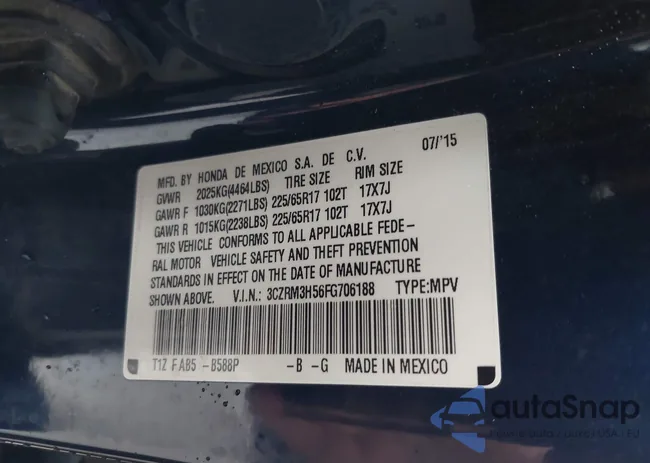 MFD. BY HONDA DE MEXICO S.A. DE C.V. 07/'15
GVWR 2025KG(4464LBS) TIRE SIZE RIM SIZE
GAWR F 1030KG(2271LBS) 225/65R17 102T 17X7J
GAWR R 1015KG(2238LBS) 225/65R17 102T 17X7J
THIS VEHICLE CONFORMS TO ALL APPLICABLE FEDE-
RAL MOTOR VEHICLE SAFETY AND THEFT PREVENTION
STANDARDS IN EFFECT ON THE DATE OF MANUFACTURE
SHOWN ABOVE. V.I.N.: 3CZRM3H56FG706188 TYPE:MPV
T1Z FAB5 -B588P -B -G MADE IN MEXICO
autaSnap